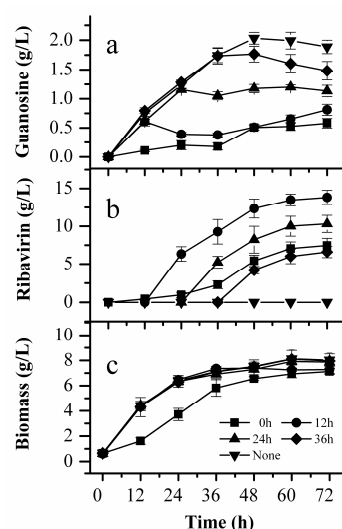 a
Guanosine (g/L)
2.0
1.5
1.0
0.5
0.0
b
Ribavirin (g/L)
15
10
5
0
c
Biomass (g/L)
8
6
4
2
0
0h 12h
24h 36h
None
0 12 24 36 48 60 72
Time (h)